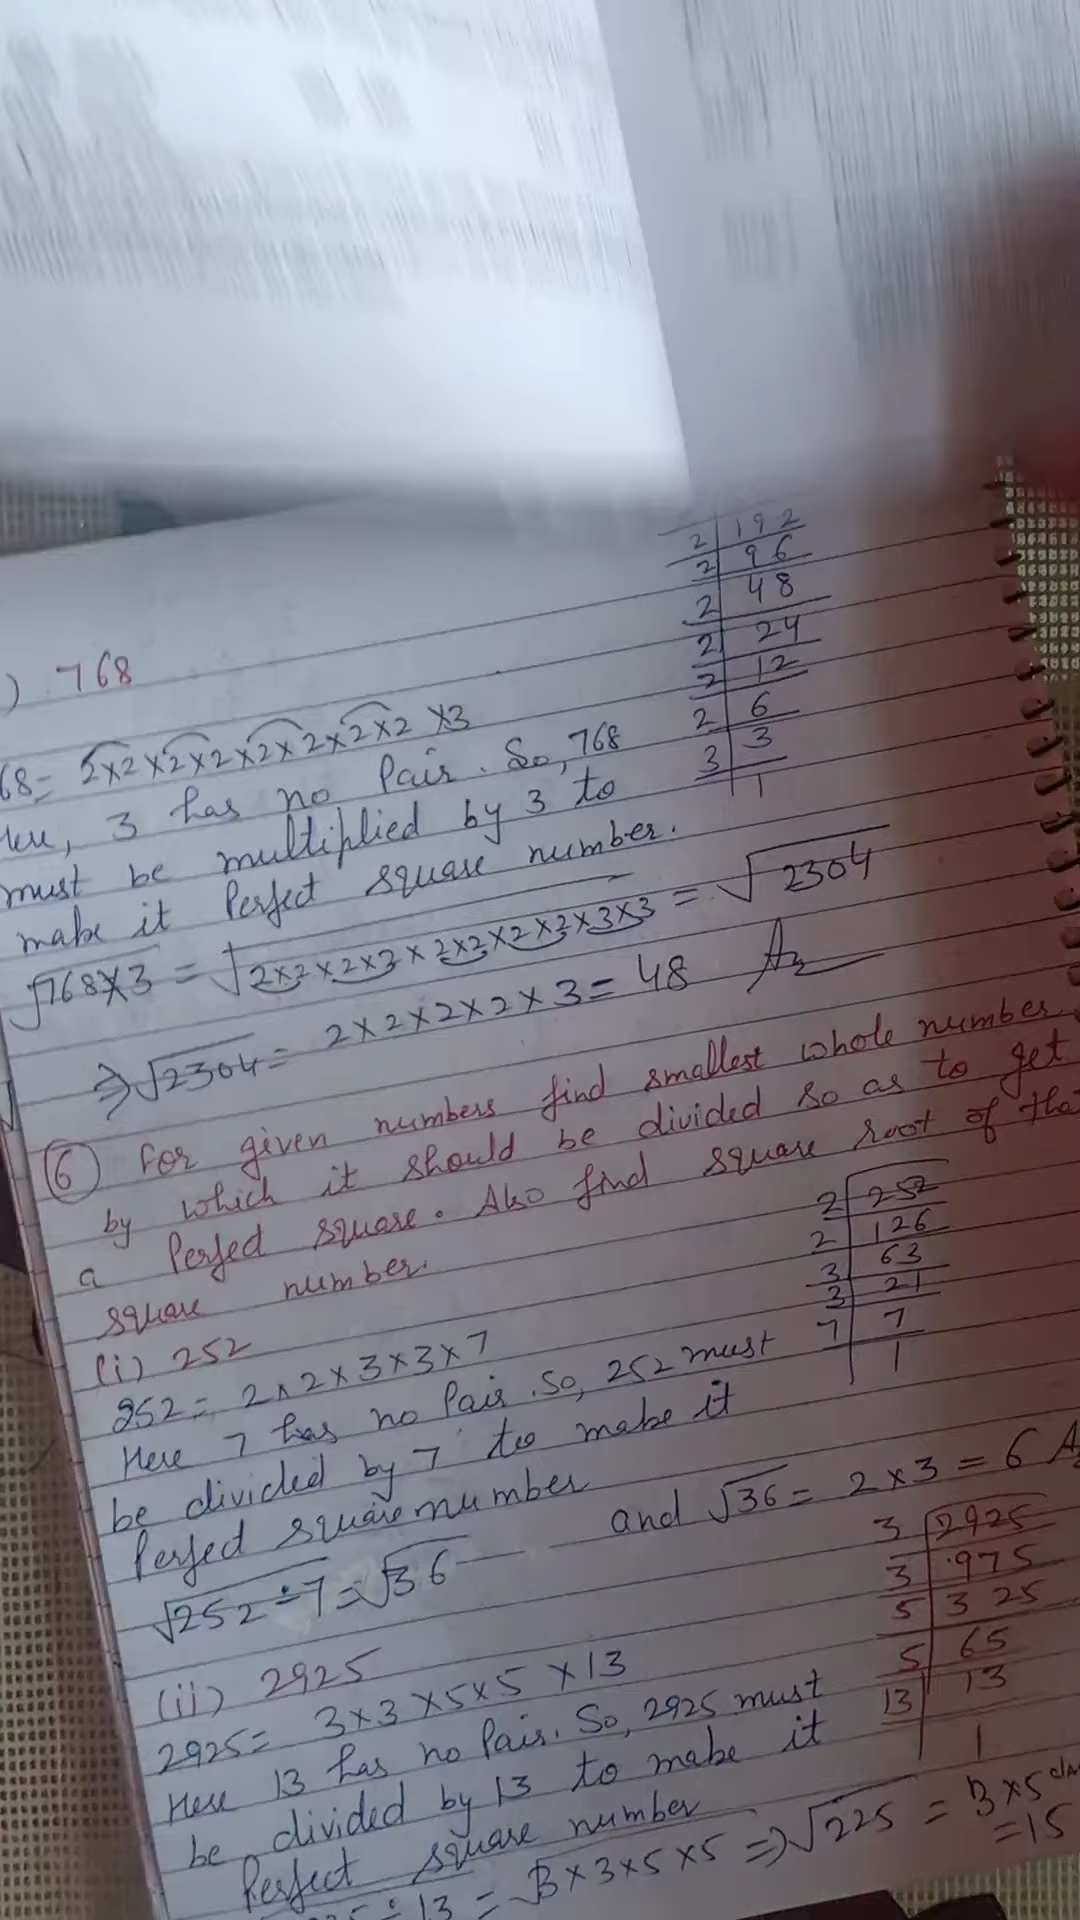 2 192
2 96
2 48
2 24
2 12
2 6
3 3
1
) 768
68= 2×2×2×2×2×2×2×2 ×3
3 has no Pair. So, 768
must be multiplied by 3 to
make it Perfect square number.
√768×3 = √2×2×2×3×2×2×2×2×3×3 = √2304
⇒√2304= 2×2×2×2×3=48
(6) For given numbers find smallest whole number
by which it should be divided so as to get
a Perfed square. Also find square root of tha
square number.
2 252
2 126
3 63
3 21
7 7
1
(i) 252
252= 2×2×3×3×7
Here 7 has no Pair. So, 252 must
be divided by 7 to make it
Perfed square number
√252÷7=√36 and √36= 2×3=6
3 2925
3 975
5 325
5 65
13 13
1
(ii) 2925
2925= 3×3×5×5×13
Here 13 has no Pair. So, 2925 must
be divided by 13 to make it
Perfect square number
÷13 = √3×3×5×5 ⇒√225 = 3×5
=15